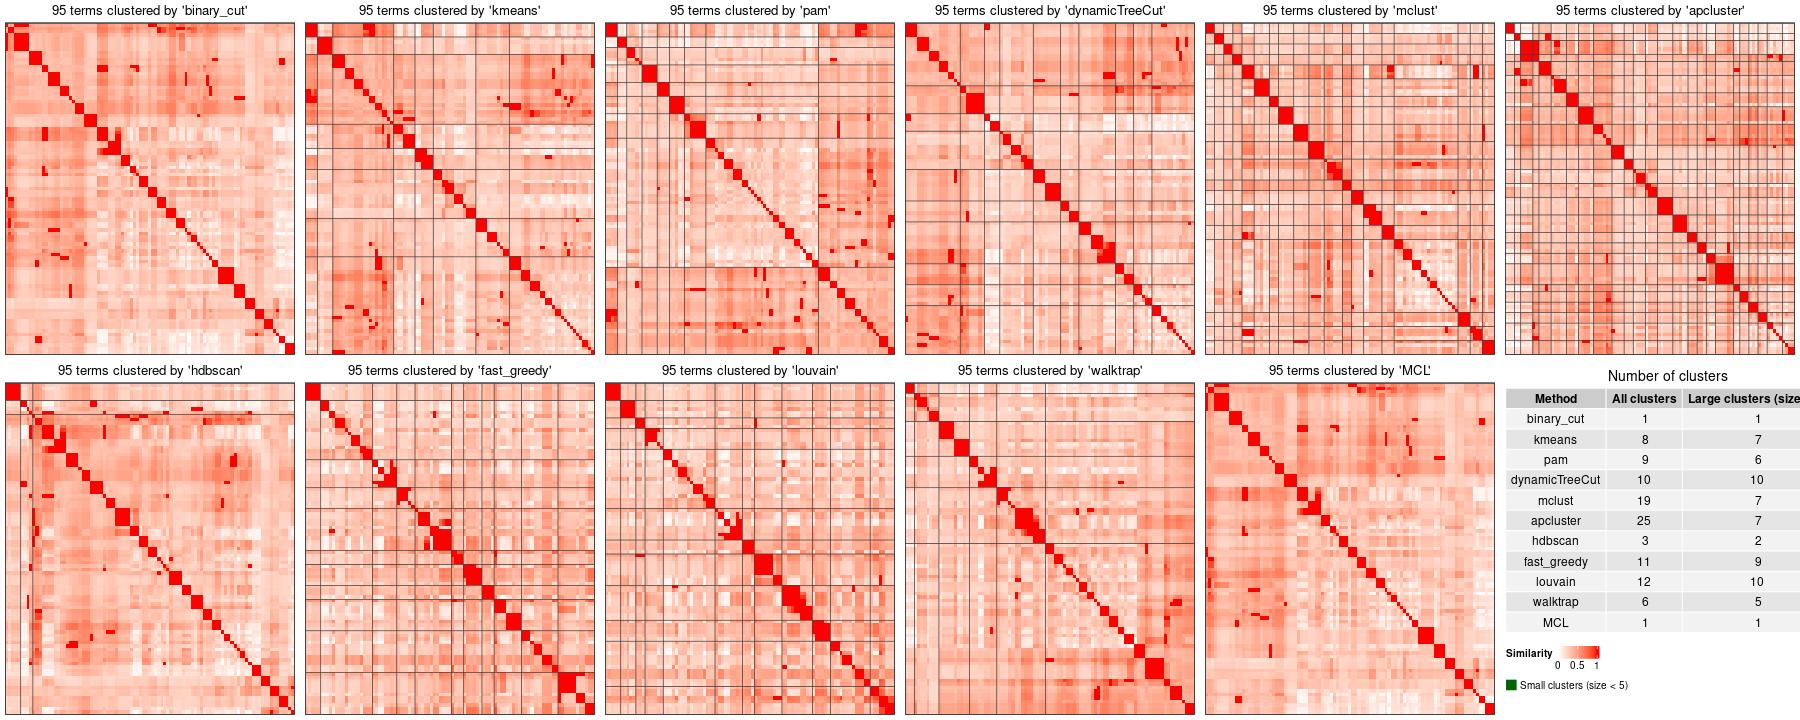 95 terms clustered by 'binary_cut'
95 terms clustered by 'kmeans'
95 terms clustered by 'pam'
95 terms clustered by 'dynamicTreeCut'
95 terms clustered by 'mclust'
95 terms clustered by 'apcluster'
95 terms clustered by 'hdbscan'
95 terms clustered by 'fast_greedy'
95 terms clustered by 'louvain'
95 terms clustered by 'walktrap'
95 terms clustered by 'MCL'
Number of clusters
Method All clusters Large clusters (size
binary_cut 1 1
kmeans 8 7
pam 9 6
dynamicTreeCut 10 10
mclust 19 7
apcluster 25 7
hdbscan 3 2
fast_greedy 11 9
louvain 12 10
walktrap 6 5
MCL 1 1
Similarity
0 0.5 1
Small clusters (size < 5)